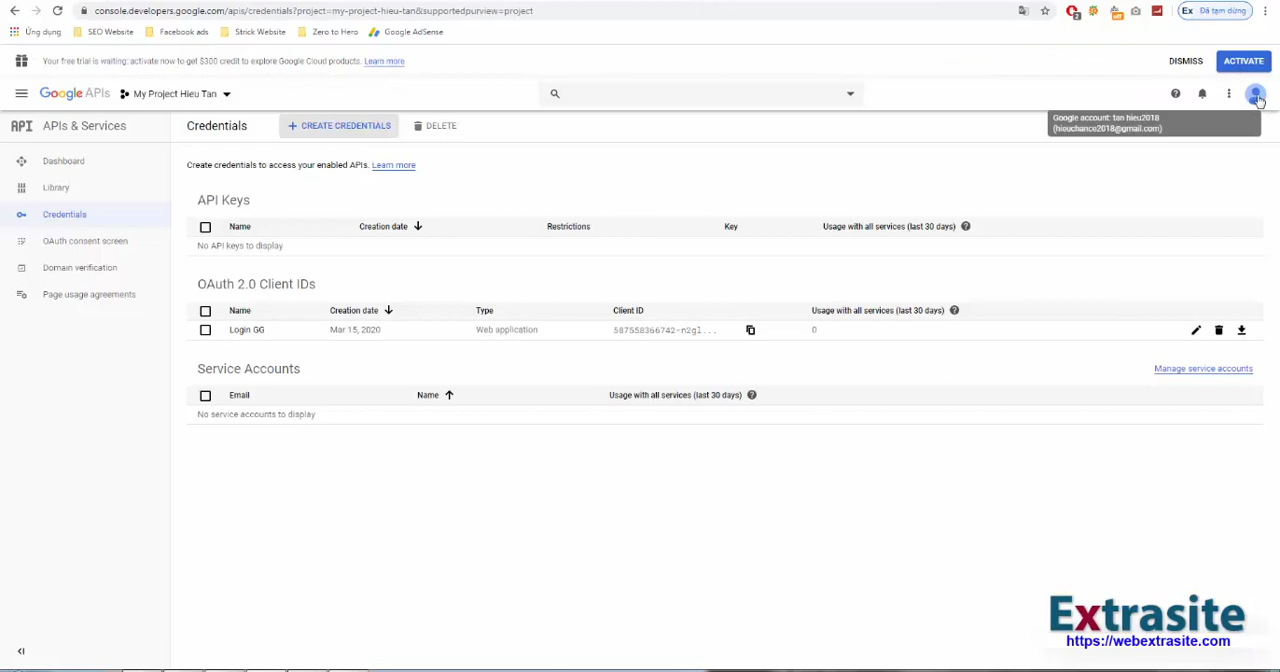 console.developers.google.com/apis/credentials?project=my-project-hieu-tan&supportedpurview=project
Ex Đã tạm dừng
Ứng dụng SEO Website Facebook ads Strick Website Zero to Hero Google AdSense
Your free trial is waiting: activate now to get $300 credit to explore Google Cloud products. Learn more
DISMISS ACTIVATE
Google APIs My Project Hieu Tan
Google account: tan hieu2018
(hieuchance2018@gmail.com)
API APIs & Services
Credentials + CREATE CREDENTIALS DELETE
Dashboard
Library
Credentials
OAuth consent screen
Domain verification
Page usage agreements
Create credentials to access your enabled APIs. Learn more
API Keys
Name Creation date Restrictions Key Usage with all services (last 30 days)
No API keys to display
OAuth 2.0 Client IDs
Name Creation date Type Client ID Usage with all services (last 30 days)
Login GG Mar 15, 2020 Web application 587558366742-n2gl... 0
Service Accounts Manage service accounts
Email Name Usage with all services (last 30 days)
No service accounts to display
Extrasite
https://webextrasite.com